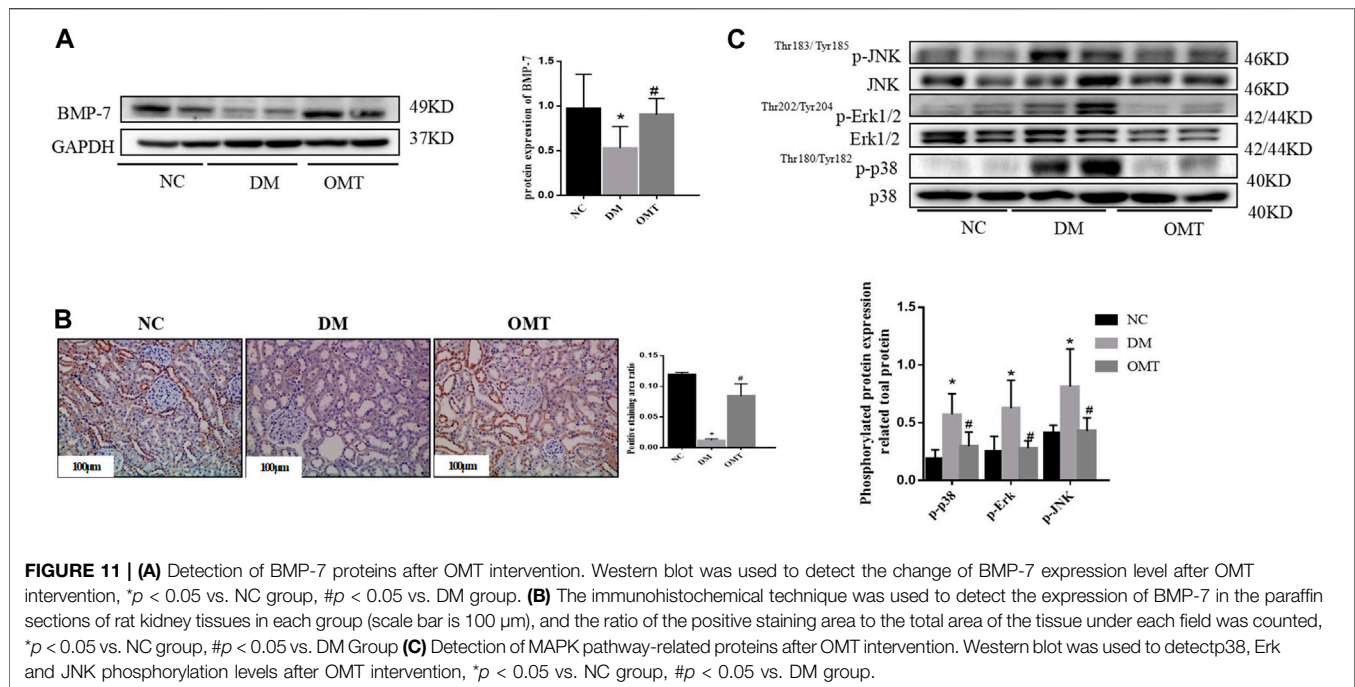 A
BMP-7
49KD
GAPDH
37KD
NC DM OMT
protein expression of BMP-7
1.5
1.0
0.5
0.0
*
#
NC
DM
OMT
C
Thr183/ Tyr185
p-JNK
46KD
JNK
46KD
Thr202/Tyr204
p-Erk1/2
42/44KD
Erk1/2
42/44KD
Thr180/Tyr182
p-p38
40KD
p38
40KD
NC DM OMT
B
NC DM OMT
100μm
100μm
100μm
Positive staining area ratio
0.15
0.10
0.05
0.00
*
#
NC
DM
OMT
Phosphorylated protein expression
related toal protein
1.5
1.0
0.5
0.0
*
#
*
#
*
#
p-p38
p-Erk
p-JNK
NC
DM
OMT
FIGURE 11 | (A) Detection of BMP-7 proteins after OMT intervention. Western blot was used to detect the change of BMP-7 expression level after OMT
intervention, *p < 0.05 vs. NC group, #p < 0.05 vs. DM group. (B) The immunohistochemical technique was used to detect the expression of BMP-7 in the paraffin
sections of rat kidney tissues in each group (scale bar is 100 μm), and the ratio of the positive staining area to the total area of the tissue under each field was counted,
*p < 0.05 vs. NC group, #p < 0.05 vs. DM Group (C) Detection of MAPK pathway-related proteins after OMT intervention. Western blot was used to detectp38, Erk
and JNK phosphorylation levels after OMT intervention, *p < 0.05 vs. NC group, #p < 0.05 vs. DM group.